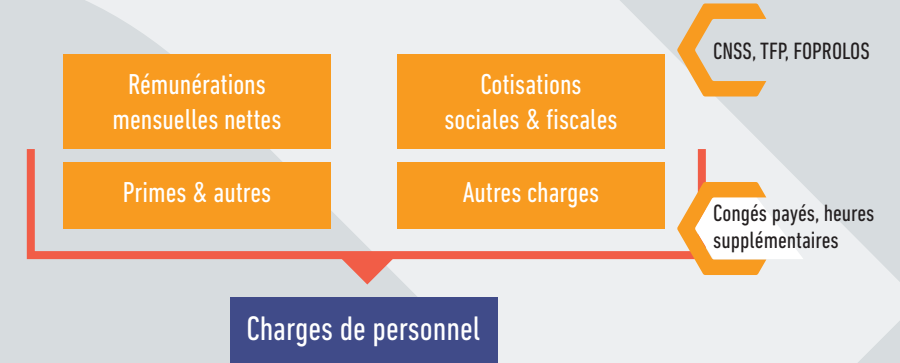 Rémunérations
mensuelles nettes
Cotisations
sociales & fiscales
CNSS, TFP, FOPROLOS
Primes & autres
Autres charges
Congés payés, heures
supplémentaires
Charges de personnel